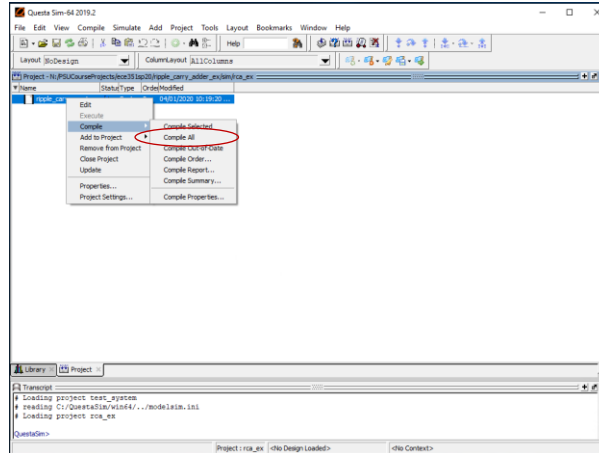 Questa Sim-64 2019.2
File Edit View Compile Simulate Add Project Tools Layout Bookmarks Window Help
Help
Layout NoDesign ColumnLayout AllColumns
Project - N:/PSU/CourseProjects/ece351sp20/ripple_carry_adder_ex/sim/rca_ex
Name Status Type Order Modified
04/01/2020 10:19:20 ...
Edit
Execute
Compile
Add to Project
Remove from Project
Close Project
Update
Properties...
Project Settings...
Compile Selected
Compile All
Compile Out-of-Date
Compile Order...
Compile Report...
Compile Summary...
Compile Properties...
Library Project
Transcript
# Loading project test_system
# reading C:/QuestaSim/win64/../modelsim.ini
# Loading project rca_ex
QuestaSim>
Project : rca_ex <No Design Loaded> <No Context>